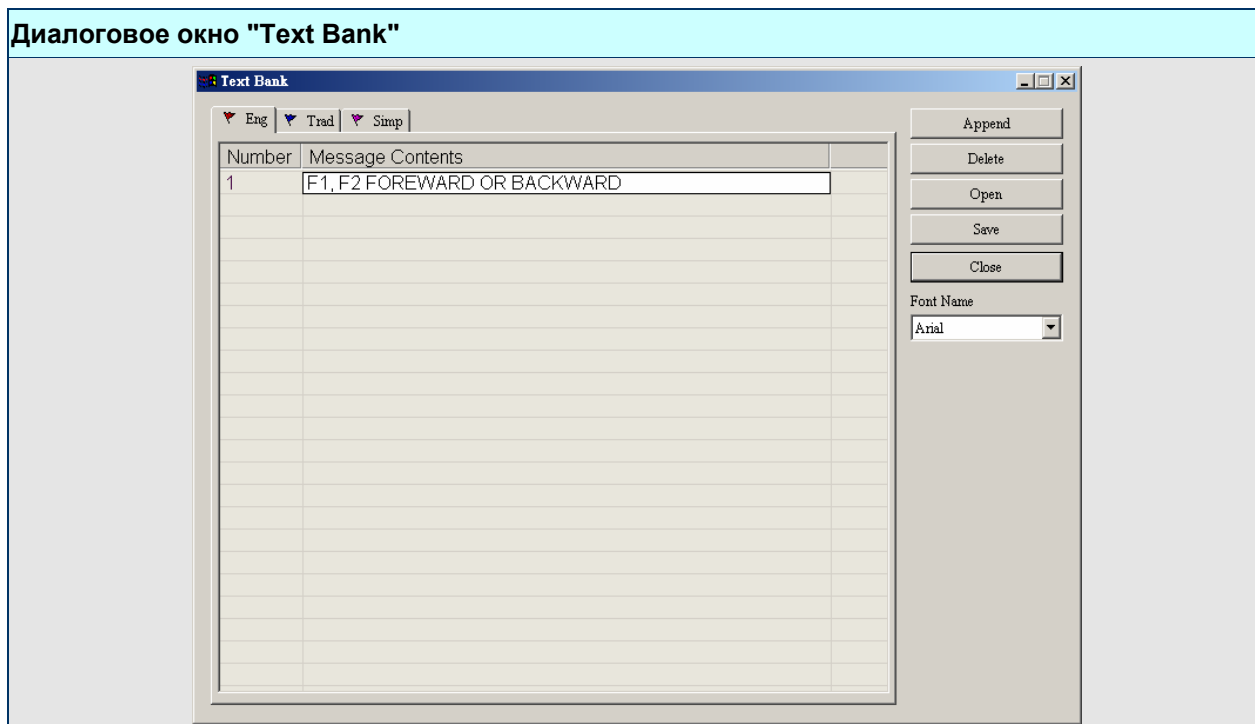 Диалоговое окно "Text Bank"
Text Bank
Eng Trad Simp
Number Message Contents
1 F1, F2 FOREWARD OR BACKWARD
Append
Delete
Open
Save
Close
Font Name
Arial